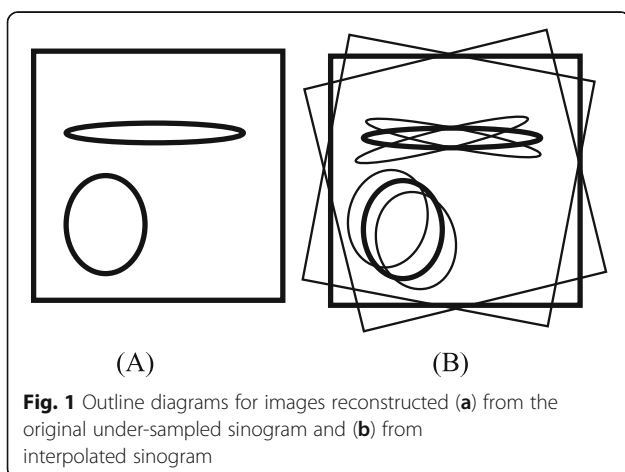 (A)
(B)
Fig. 1 Outline diagrams for images reconstructed (a) from the
original under-sampled sinogram and (b) from
interpolated sinogram